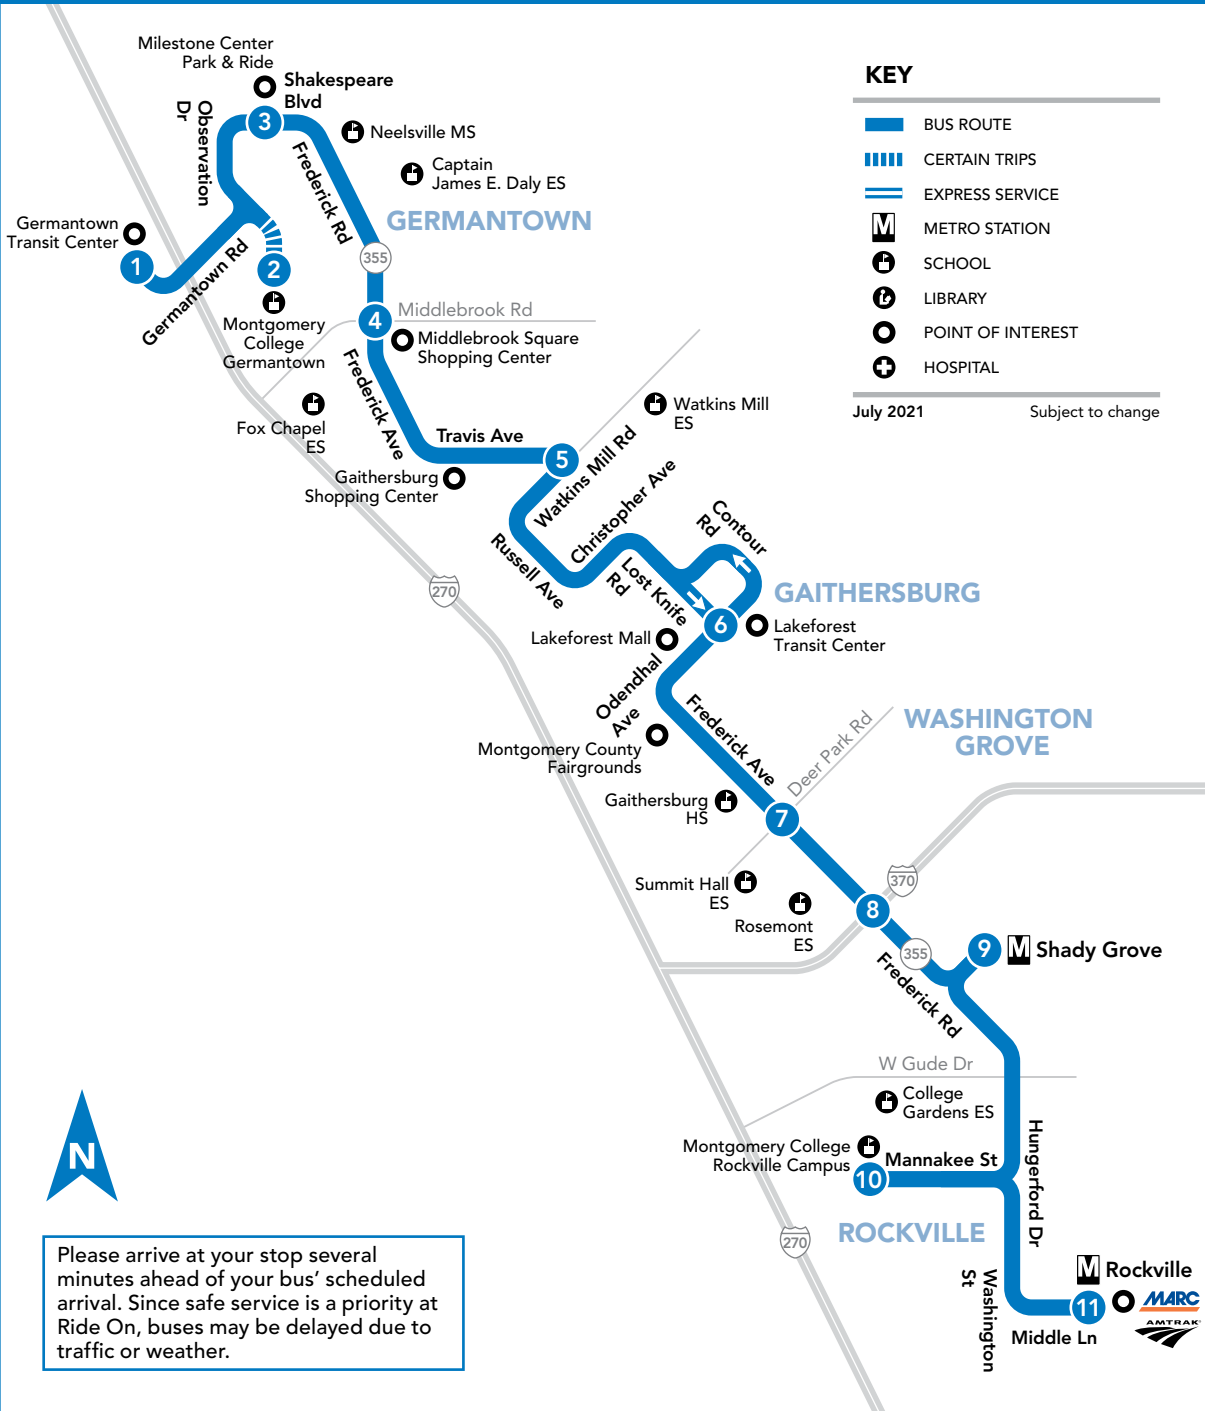 Milestone Center
Park & Ride
Shakespeare
Blvd
3
Observation
Dr
Neelsville MS
Captain
James E. Daly ES
Frederick Rd
GERMANTOWN
Germantown
Transit Center
1
Germantown Rd
2
355
Montgomery
College
Germantown
4
Middlebrook Rd
Middlebrook Square
Shopping Center
Frederick Ave
Fox Chapel
ES
Travis Ave
5
Watkins Mill
ES
Watkins Mill Rd
Gaithersburg
Shopping Center
Christopher Ave
Russell Ave
Contour
Rd
Lost Knife
Rd
270
GAITHERSBURG
6
Lakeforest
Transit Center
Lakeforest Mall
Odendhal
Ave
Frederick Ave
Deer Park Rd
WASHINGTON
GROVE
Montgomery County
Fairgrounds
Gaithersburg
HS
7
Summit Hall
ES
Rosemont
ES
370
8
355
9
M Shady Grove
Frederick Rd
W Gude Dr
College
Gardens ES
Montgomery College
Rockville Campus
Mannakee St
10
Hungerford Dr
ROCKVILLE
270
Washington
St
M Rockville
11
MARC
AMTRAK
Middle Ln
KEY
BUS ROUTE
CERTAIN TRIPS
EXPRESS SERVICE
M METRO STATION
SCHOOL
LIBRARY
POINT OF INTEREST
HOSPITAL
July 2021 Subject to change
N
Please arrive at your stop several
minutes ahead of your bus’ scheduled
arrival. Since safe service is a priority at
Ride On, buses may be delayed due to
traffic or weather.